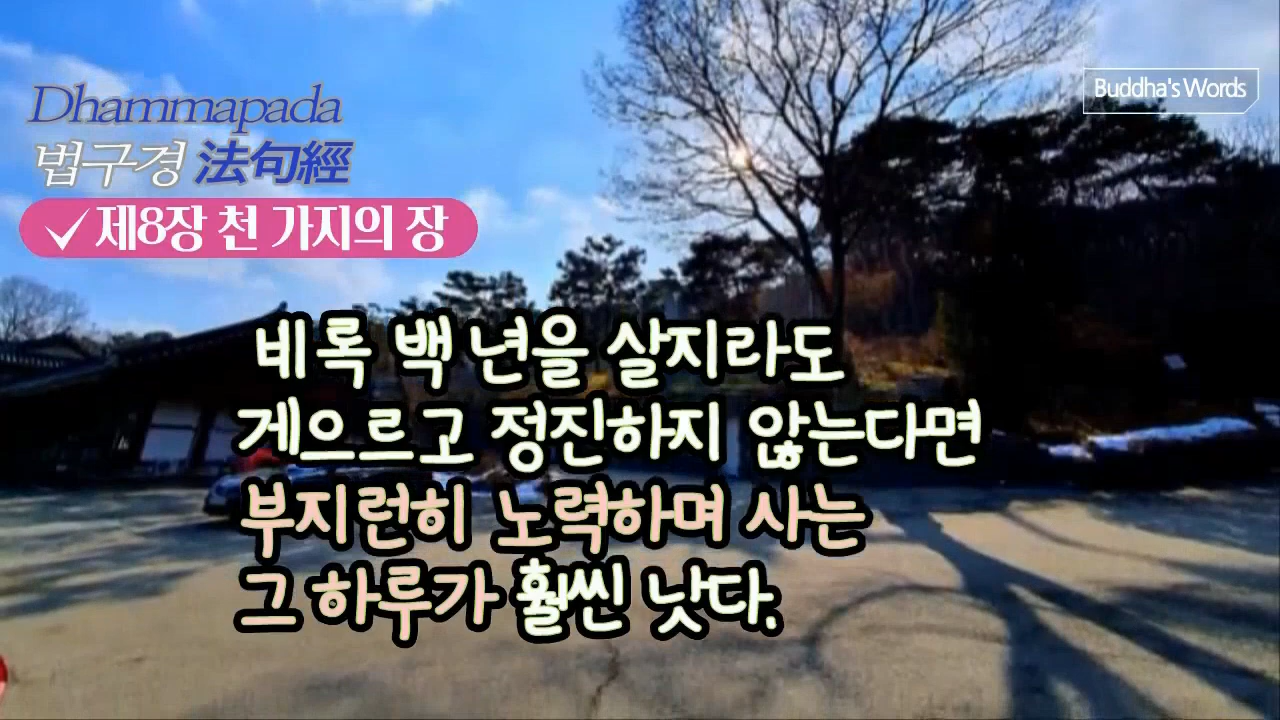 Dhammapada
법구경 法句經
제8장 천 가지의 장
Buddha's Words
비록 백 년을 살지라도
게으르고 정진하지 않는다면
부지런히 노력하며 사는
그 하루가 훨씬 낫다.